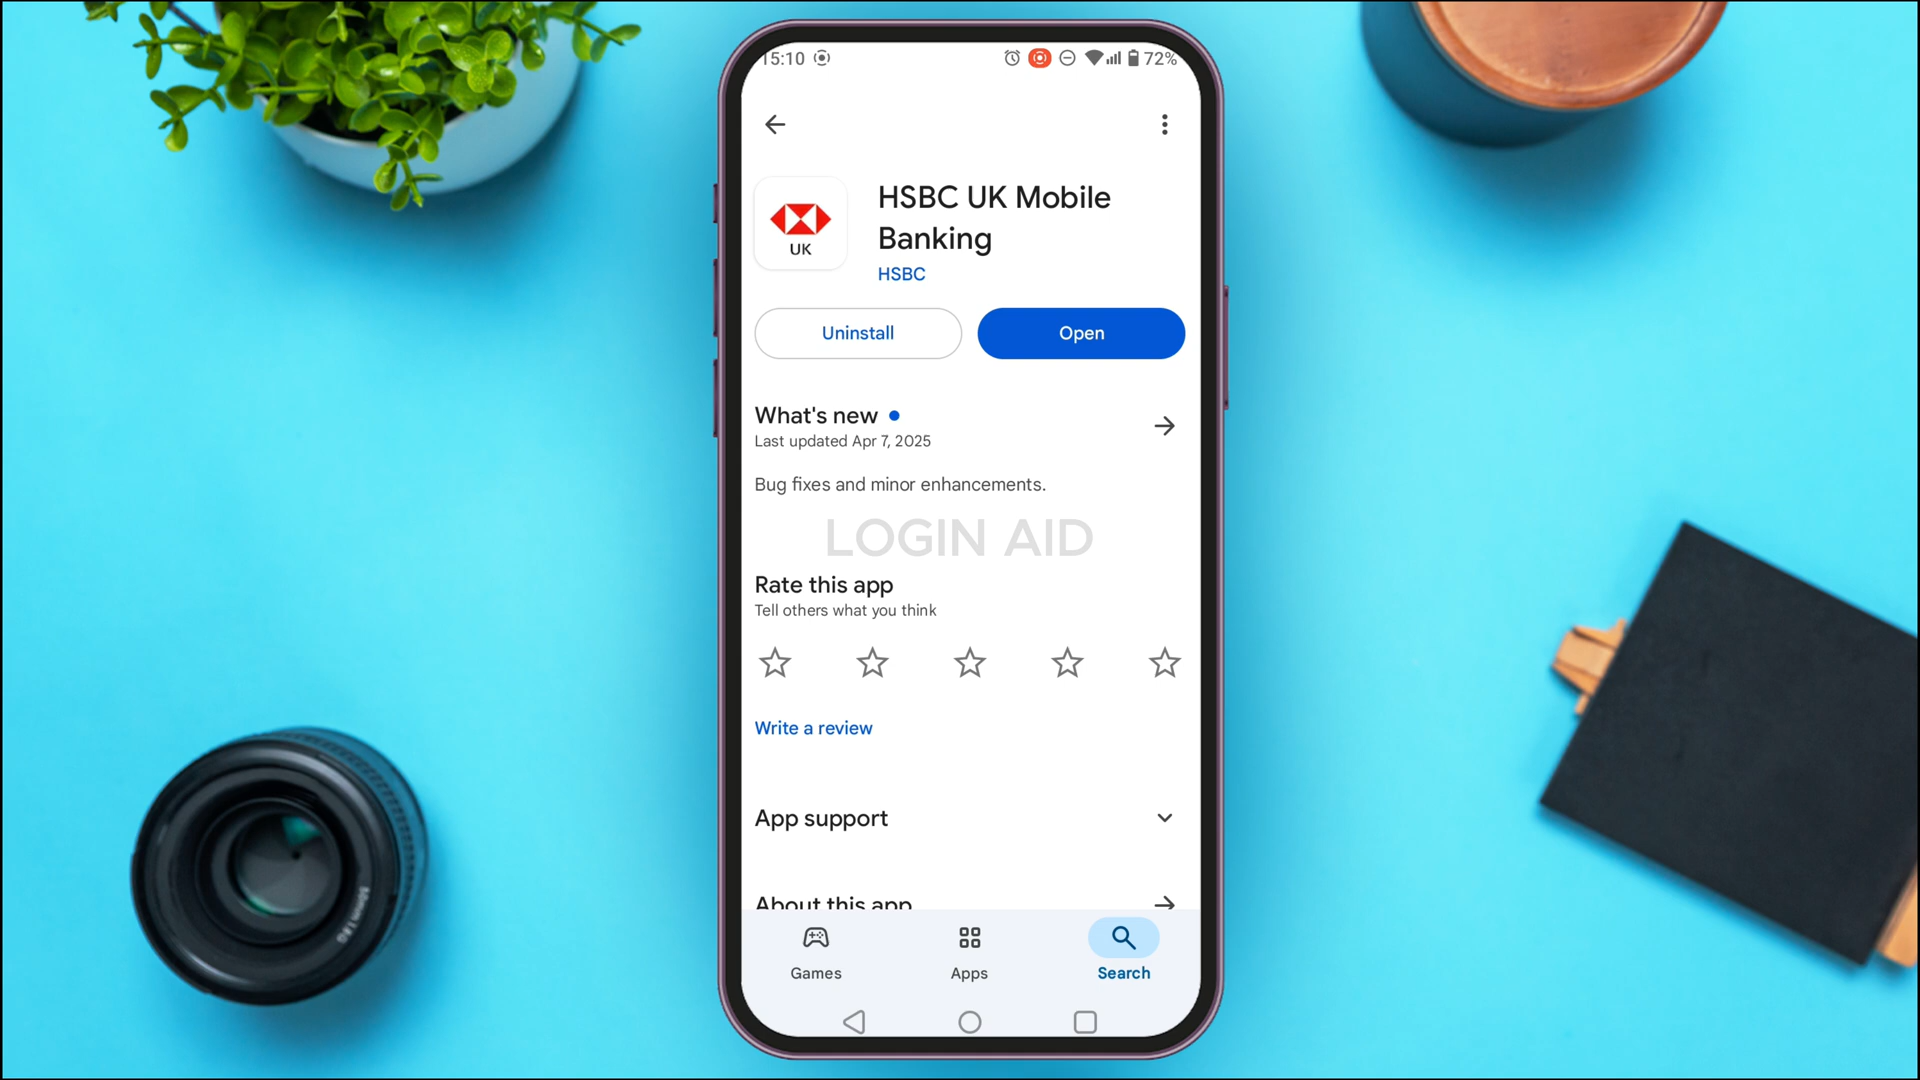 15:10
72%
HSBC UK Mobile
Banking
UK
HSBC
Uninstall
Open
What's new
Last updated Apr 7, 2025
Bug fixes and minor enhancements.
LOGIN AID
Rate this app
Tell others what you think
Write a review
App support
About this app
Games
Apps
Search